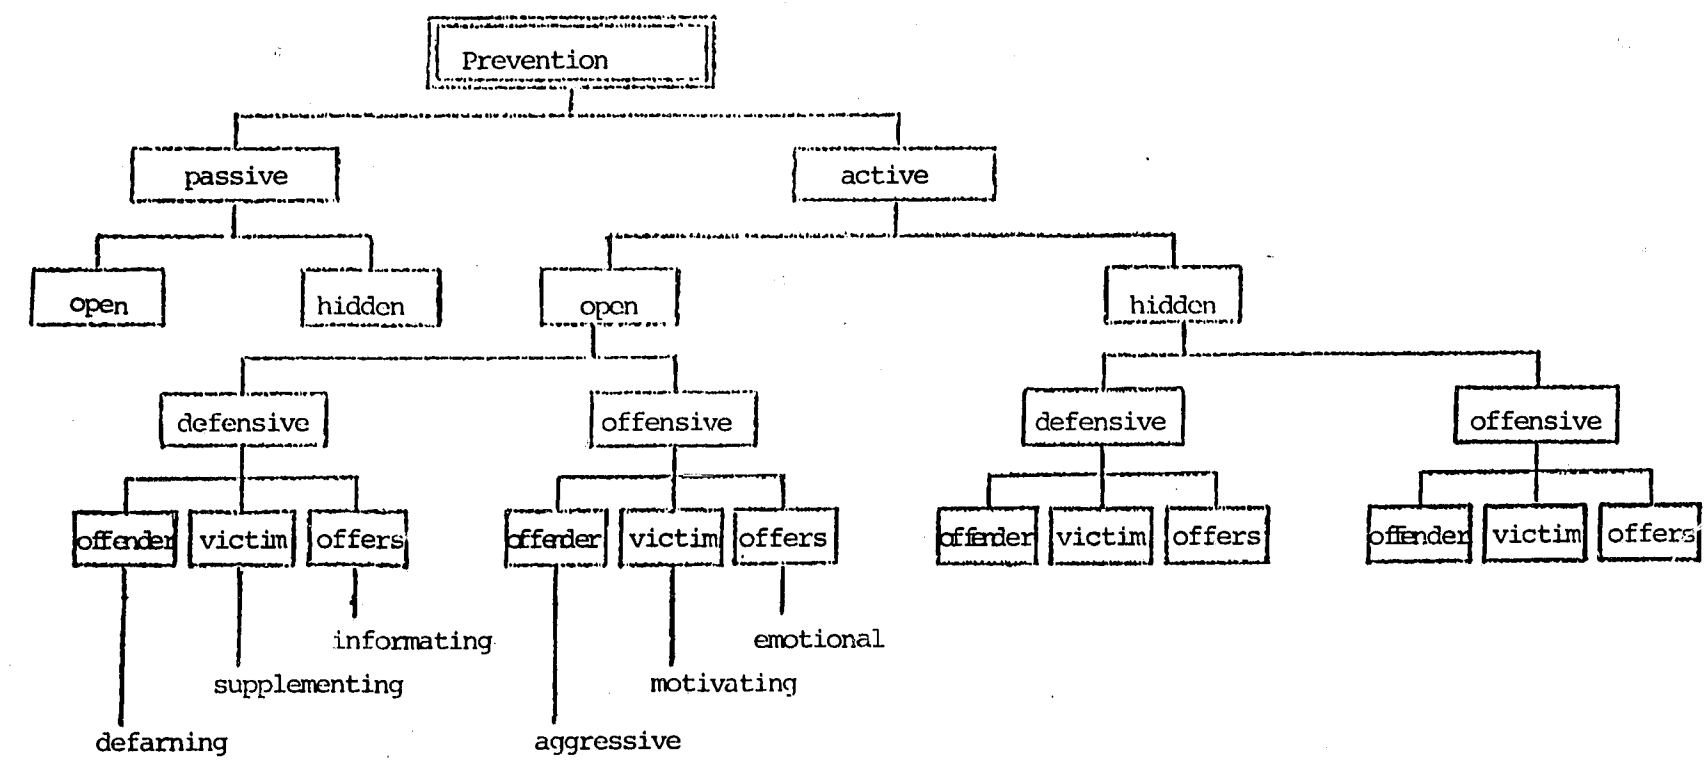 Prevention
passive
active
open
hidden
open
hidden
defensive
offensive
defensive
offensive
offender
victim
offers
offender
victim
offers
offender
victim
offers
offender
victim
offers
informating
emotional
supplementing
motivating
defarning
aggressive